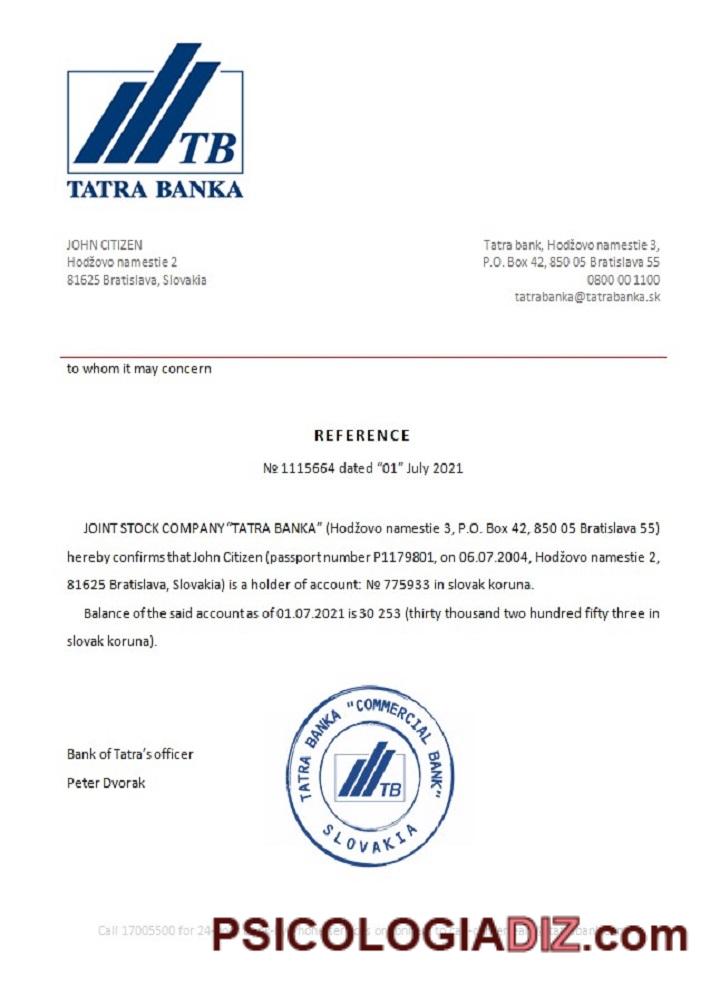 TB
TATRA BANKA
JOHN CITIZEN
Hodžovo namestie 2
81625 Bratislava, Slovakia
Tatra bank, Hodžovo namestie 3,
P.O. Box 42, 850 05 Bratislava 55
0800 00 1100
tatrabanka@tatrabanka.sk
to whom it may concern
REFERENCE
№ 1115664 dated “01” July 2021
JOINT STOCK COMPANY “TATRA BANKA” (Hodžovo namestie 3, P.O. Box 42, 850 05 Bratislava 55)
hereby confirms that John Citizen (passport number P1179801, on 06.07.2004, Hodžovo namestie 2,
81625 Bratislava, Slovakia) is a holder of account: № 775933 in slovak koruna.
Balance of the said account as of 01.07.2021 is 30 253 (thirty thousand two hundred fifty three in
slovak koruna).
Bank of Tatra’s officer
Peter Dvorak
TATRA BANKA "COMMERCIAL BANK"
TB
SLOVAKIA
Call 17005500 for 24-
PSICOLOGIADIZ.com